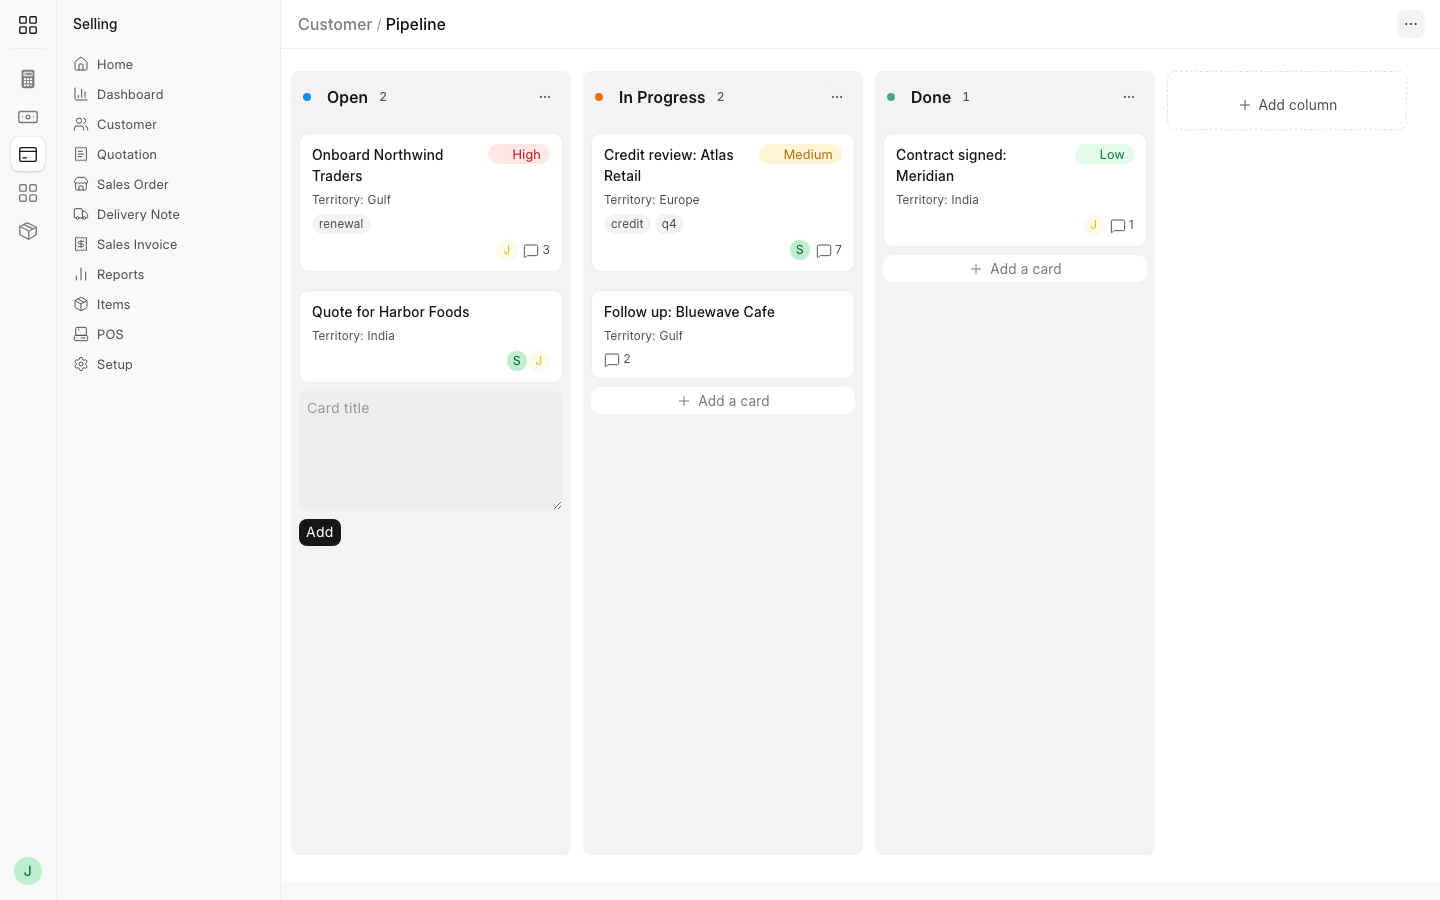 Selling
Home
Dashboard
Customer
Quotation
Sales Order
Delivery Note
Sales Invoice
Reports
Items
POS
Setup
J
Customer / Pipeline
Open 2
Onboard Northwind
Traders
High
Territory: Gulf
renewal
J 3
Quote for Harbor Foods
Territory: India
S J
Card title
Add
In Progress 2
Credit review: Atlas
Retail
Medium
Territory: Europe
credit q4
S 7
Follow up: Bluewave Cafe
Territory: Gulf
2
Add a card
Done 1
Contract signed:
Meridian
Low
Territory: India
J 1
Add a card
Add column